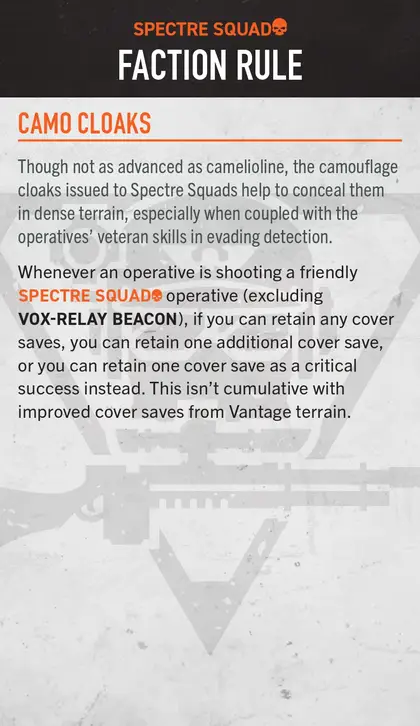 SPECTRE SQUAD
FACTION RULE
CAMO CLOAKS
Though not as advanced as camelioline, the camouflage
cloaks issued to Spectre Squads help to conceal them
in dense terrain, especially when coupled with the
operatives’ veteran skills in evading detection.
Whenever an operative is shooting a friendly
SPECTRE SQUAD operative (excluding
VOX-RELAY BEACON), if you can retain any cover
saves, you can retain one additional cover save,
or you can retain one cover save as a critical
success instead. This isn’t cumulative with
improved cover saves from Vantage terrain.